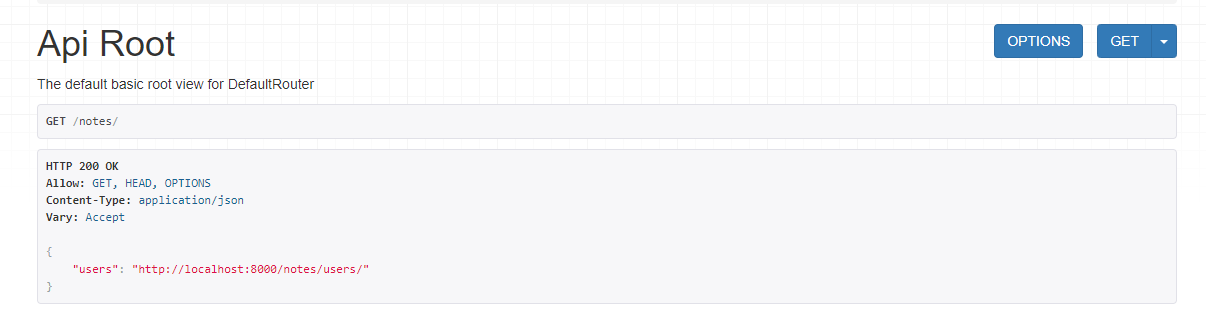 Api Root
OPTIONS
GET
The default basic root view for DefaultRouter
GET /notes/
HTTP 200 OK
Allow: GET, HEAD, OPTIONS
Content-Type: application/json
Vary: Accept
{
    "users": "http://localhost:8000/notes/users/"
}